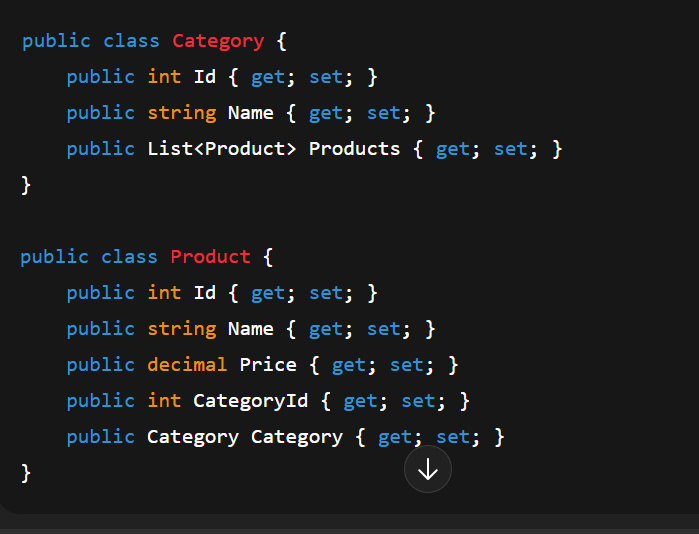 public class Category {
    public int Id { get; set; }
    public string Name { get; set; }
    public List<Product> Products { get; set; }
}

public class Product {
    public int Id { get; set; }
    public string Name { get; set; }
    public decimal Price { get; set; }
    public int CategoryId { get; set; }
    public Category Category { get; set; }
}